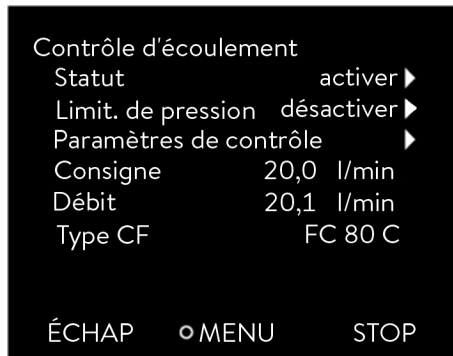 Contrôle d'écoulement
Statut activer
Limit. de pression désactiver
Paramètres de contrôle
Consigne 20,0 l/min
Débit 20,1 l/min
Type CF FC 80 C
ÉCHAP MENU STOP